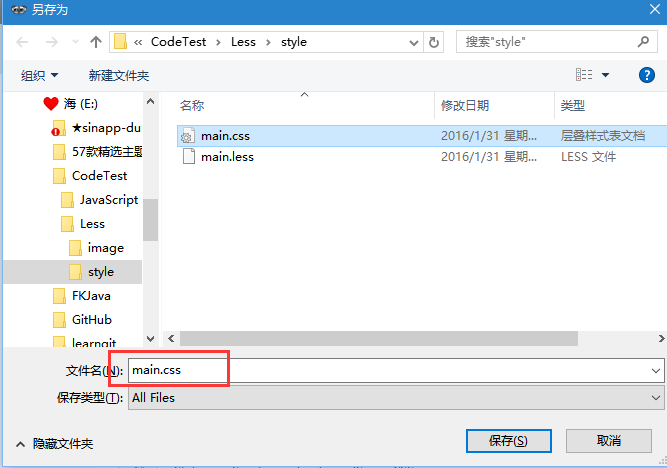 另存为
« CodeTest > Less > style
搜索"style"
组织
新建文件夹
海 (E:)
★sinapp-du
57款精选主题
CodeTest
JavaScript
Less
image
style
FKJava
GitHub
learngit
名称
修改日期
类型
main.css
2016/1/31 星期...
层叠样式表文档
main.less
2016/1/31 星期...
LESS 文件
文件名(N):
main.css
保存类型(T):
All Files
隐藏文件夹
保存(S)
取消